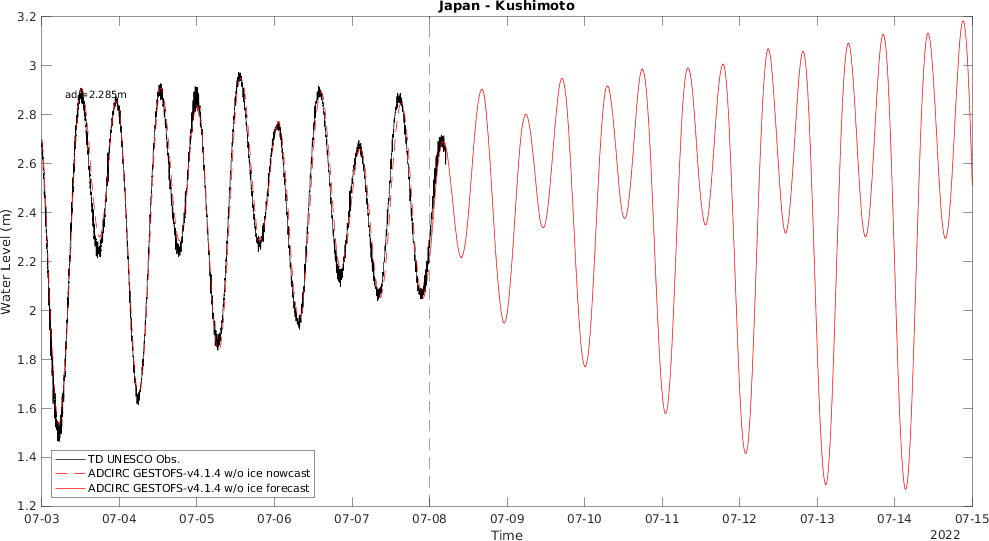 Japan - Kushimoto
Water Level (m)
3.2
3
2.8
2.6
2.4
2.2
2
1.8
1.6
1.4
1.2
=2.285m
TD UNESCO Obs.
ADCIRC GESTOFS-v4.1.4 w/o ice nowcast
ADCIRC GESTOFS-v4.1.4 w/o ice forecast
07-03 07-04 07-05 07-06 07-07 07-08 07-09 07-10 07-11 07-12 07-13 07-14 07-15
Time
2022